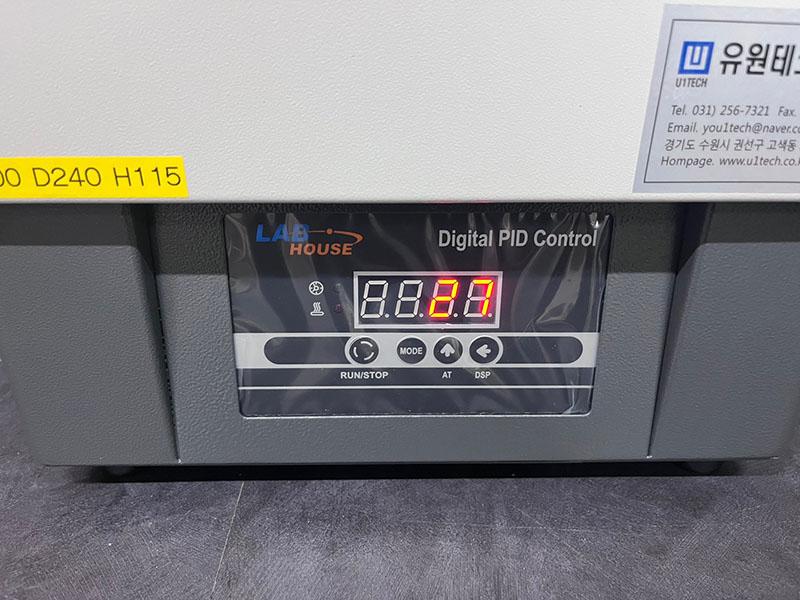 유원테
U1TECH
Tel. 031) 256-7321 Fax.
Email. you1tech@naver.co
경기도 수원시 권선구 고색동
Hompage. www.u1tech.co.k
00 D240 H115
LAB
HOUSE
Digital PID Control
27
MODE
RUN/STOP
AT
DSP